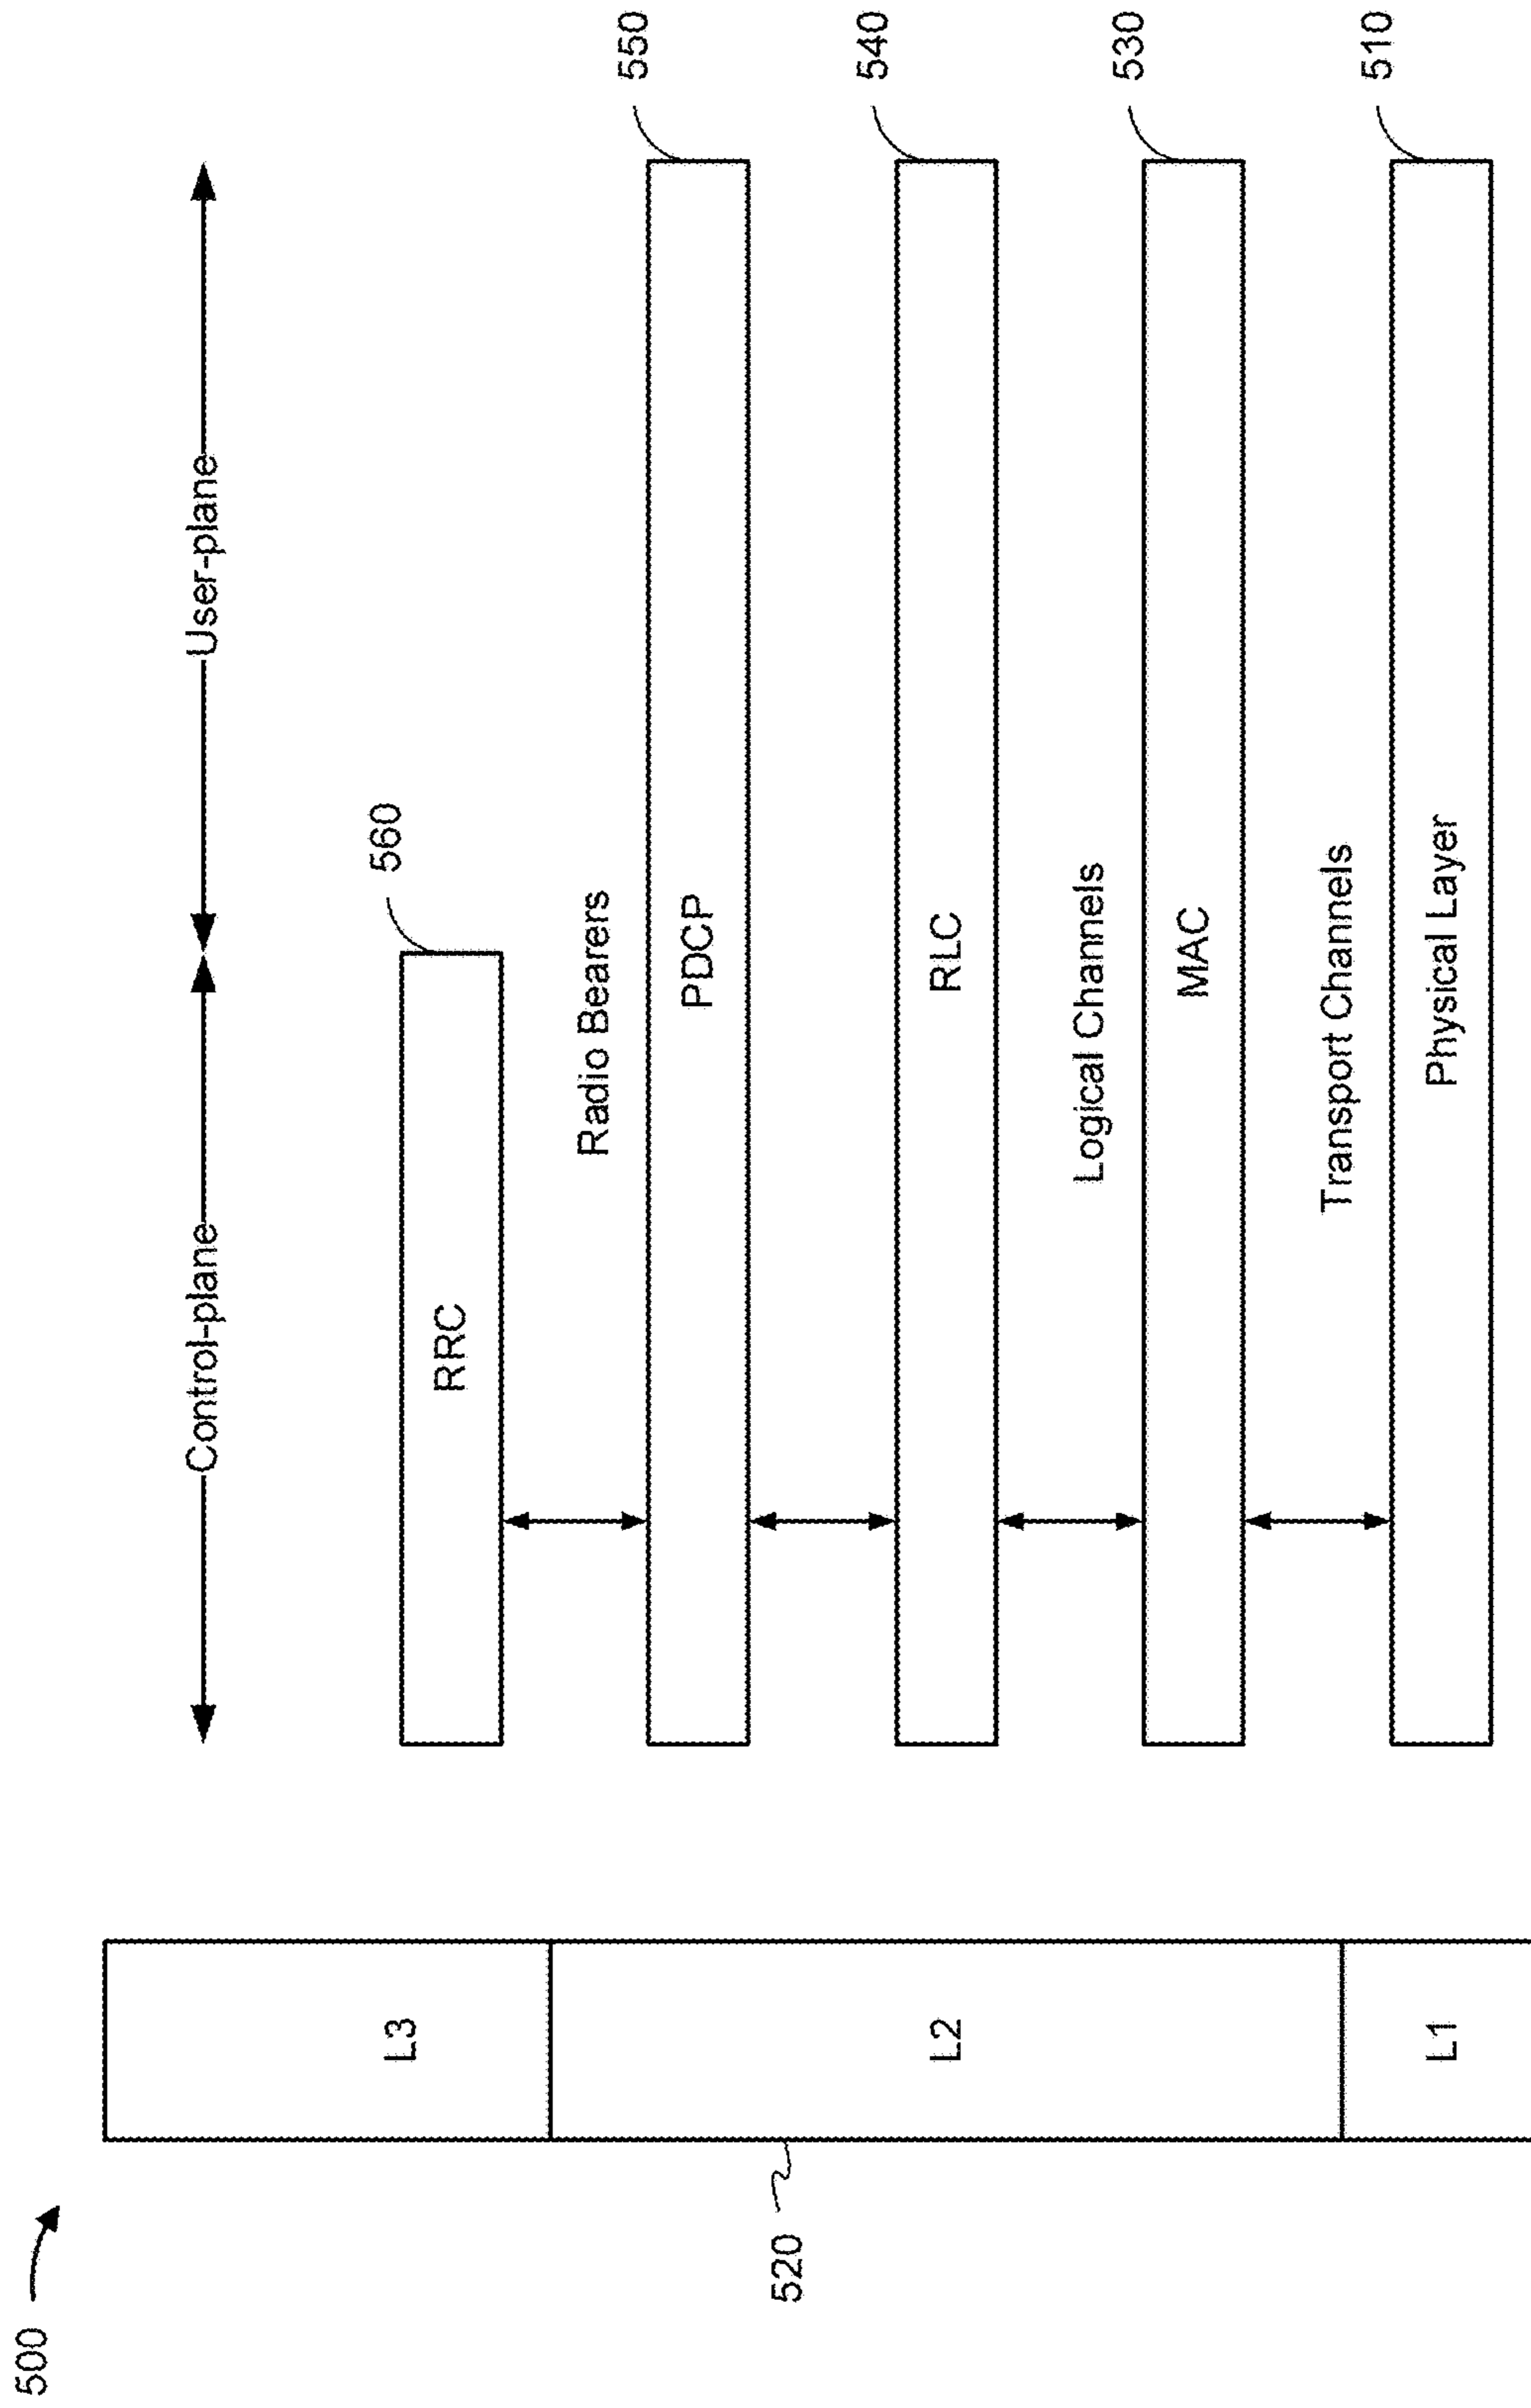 500
Control-plane
User-plane
L3
RRC
560
Radio Bearers
520
L2
PDCP
550
RLC
540
Logical Channels
MAC
530
Transport Channels
L1
Physical Layer
510